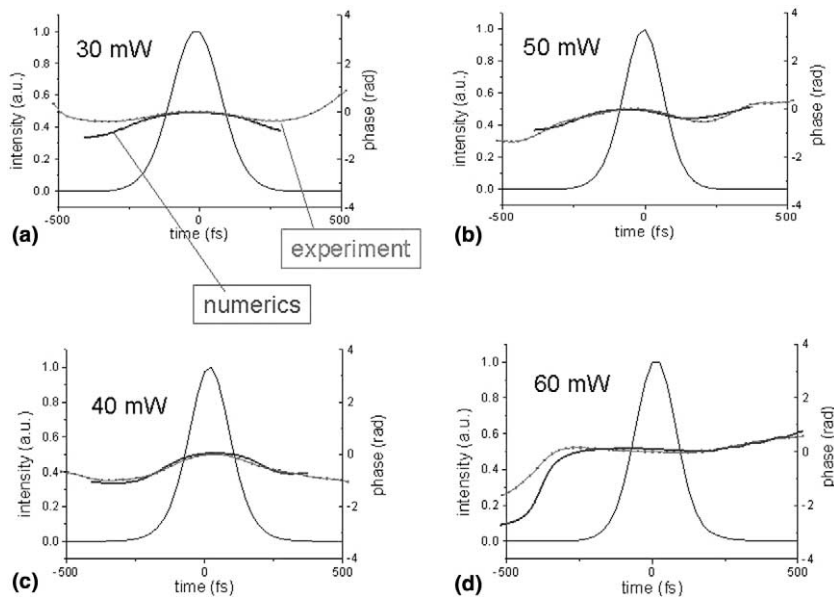 30 mW
intensity (a.u.)
1.0
0.8
0.6
0.4
0.2
0.0
4
2
0
-2
-4
phase (rad)
-500
0
500
time (fs)
(a)
50 mW
intensity (a.u.)
1.0
0.8
0.6
0.4
0.2
0.0
4
2
0
-2
-4
phase (rad)
-500
0
500
time (fs)
(b)
experiment
numerics
40 mW
intensity (a.u.)
1.0
0.8
0.6
0.4
0.2
0.0
4
2
0
-2
-4
phase (rad)
-500
0
500
time (fs)
(c)
60 mW
intensity (a.u.)
1.0
0.8
0.6
0.4
0.2
0.0
4
2
0
-2
-4
phase (rad)
-500
0
500
time (fs)
(d)